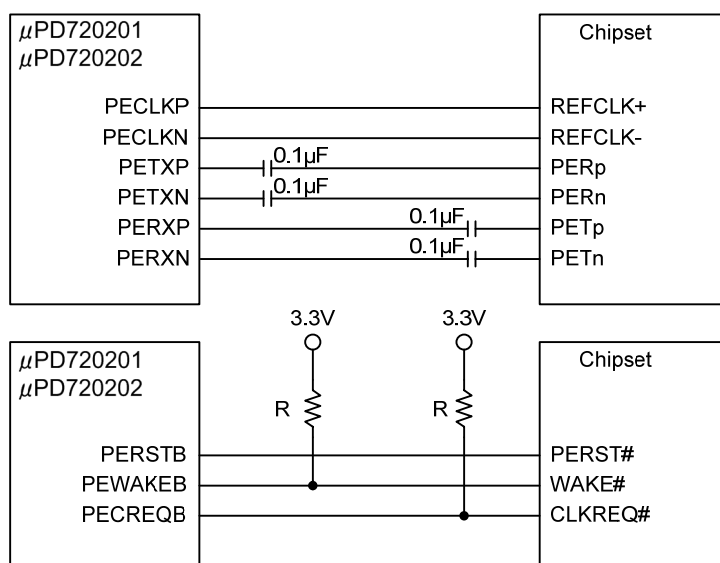 μPD720201
μPD720202
Chipset
PECLKP
REFCLK+
PECLKN
REFCLK-
PETXP
0.1μF
PERp
PETXN
0.1μF
PERn
PERXP
0.1μF
PETp
PERXN
0.1μF
PETn
3.3V
3.3V
μPD720201
μPD720202
Chipset
R
R
PERSTB
PERST#
PEWAKEB
WAKE#
PECREQB
CLKREQ#